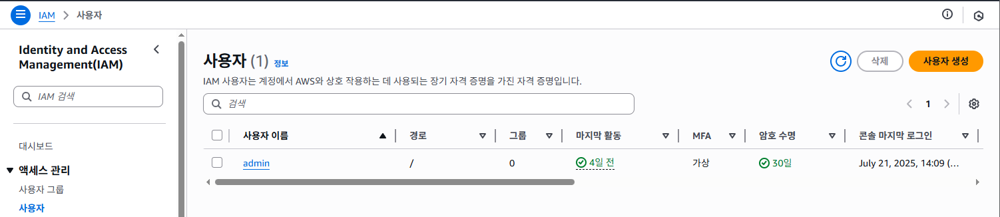 IAM > 사용자
Identity and Access
Management(IAM)
IAM 검색
대시보드
액세스 관리
사용자 그룹
사용자
사용자 (1) 정보
삭제
사용자 생성
IAM 사용자는 계정에서 AWS와 상호 작용하는 데 사용되는 장기 자격 증명을 가진 자격 증명입니다.
검색
1
사용자 이름 경로 그룹 마지막 활동 MFA 암호 수명 콘솔 마지막 로그인
admin / 0 4일 전 가상 30일 July 21, 2025, 14:09 (…